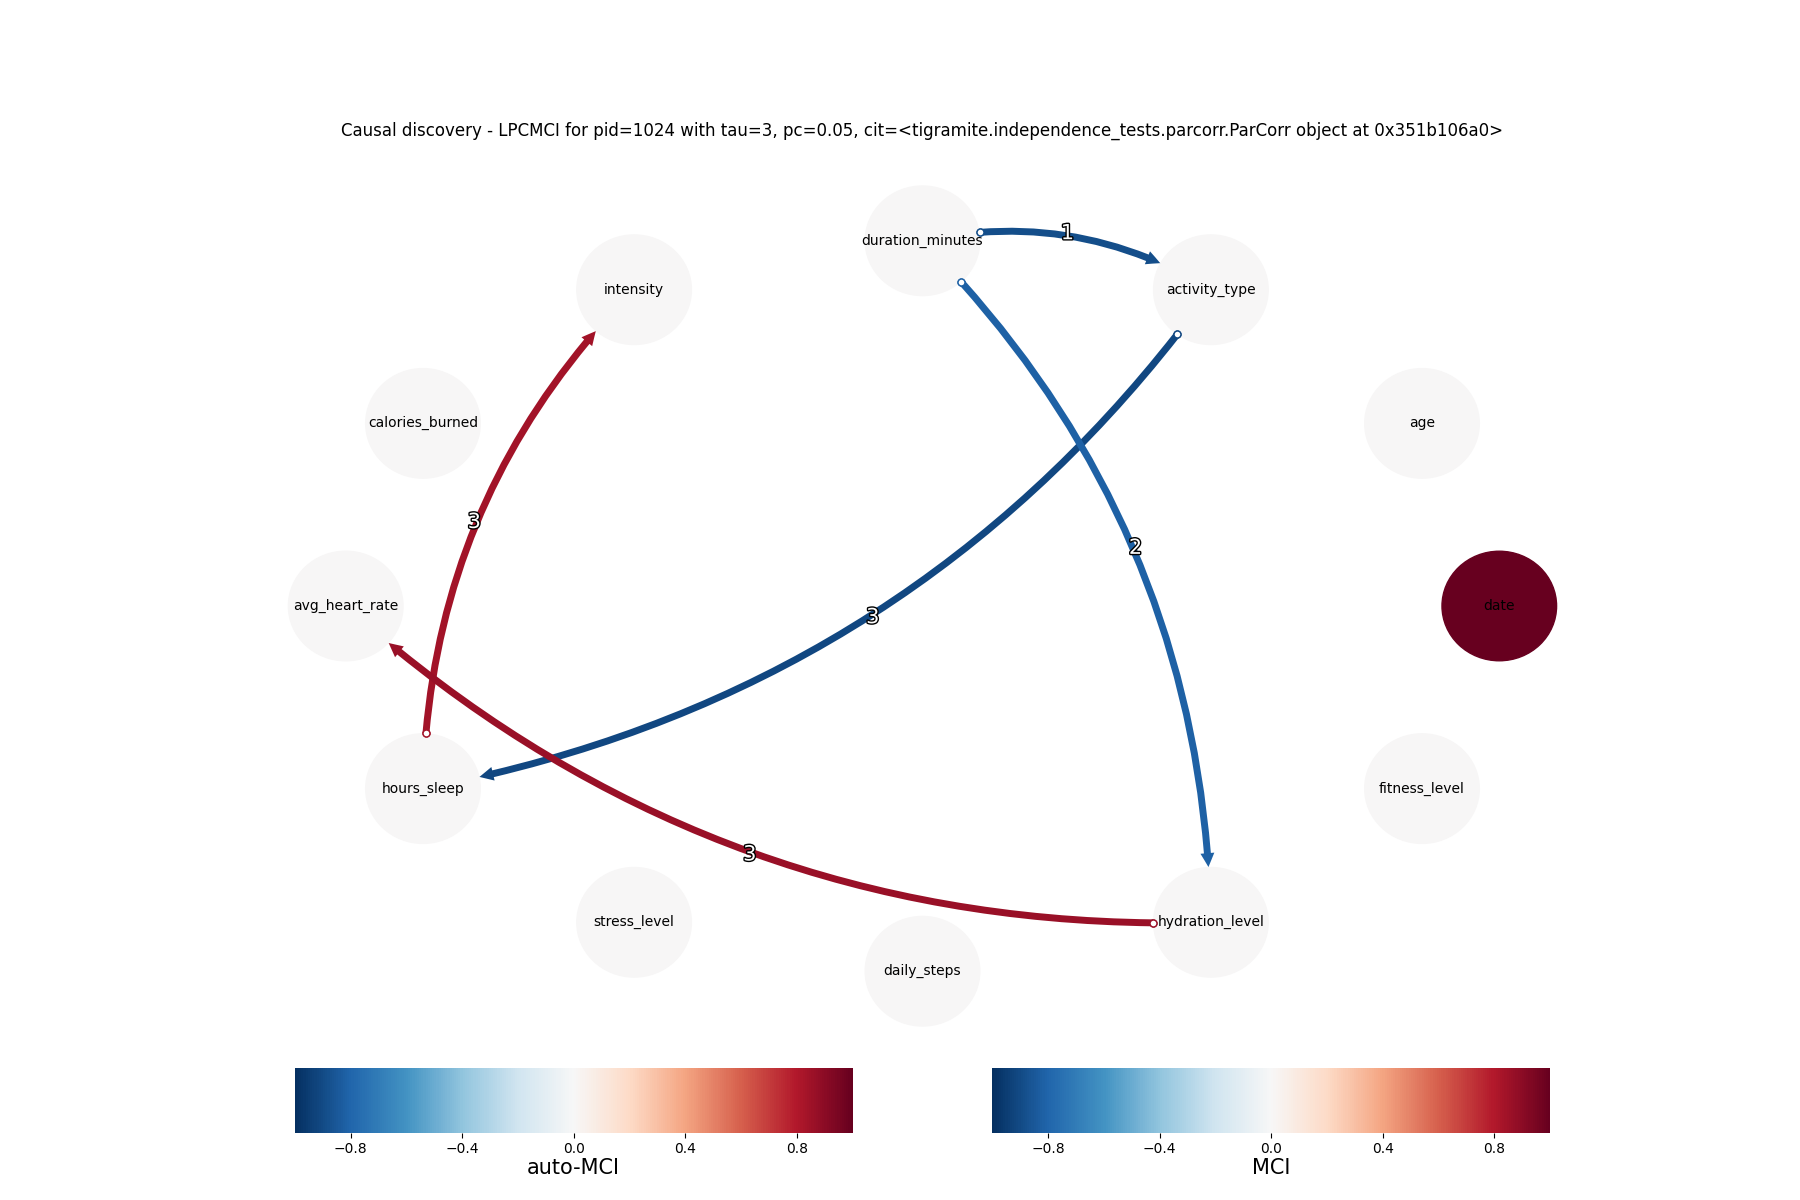 Causal discovery - LPCMCI for pid=1024 with tau=3, pc=0.05, cit=<tigramite.independence_tests.parcorr.ParCorr object at 0x351b106a0>
duration_minutes
1
intensity
activity_type
calories_burned
age
3
2
avg_heart_rate
date
3
hours_sleep
fitness_level
3
stress_level
hydration_level
daily_steps
−0.8 −0.4 0.0 0.4 0.8
auto-MCI
−0.8 −0.4 0.0 0.4 0.8
MCI